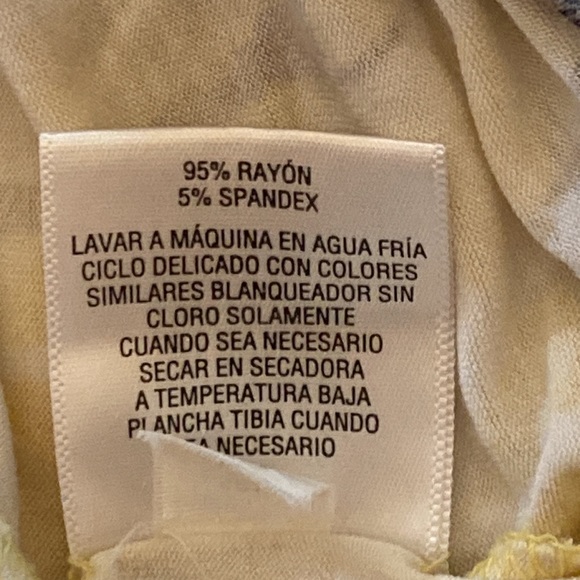 95% RAYÓN
5% SPANDEX
LAVAR A MÁQUINA EN AGUA FRÍA
CICLO DELICADO CON COLORES
SIMILARES BLANQUEADOR SIN
CLORO SOLAMENTE
CUANDO SEA NECESARIO
SECAR EN SECADORA
A TEMPERATURA BAJA
PLANCHA TIBIA CUANDO
NECESARIO